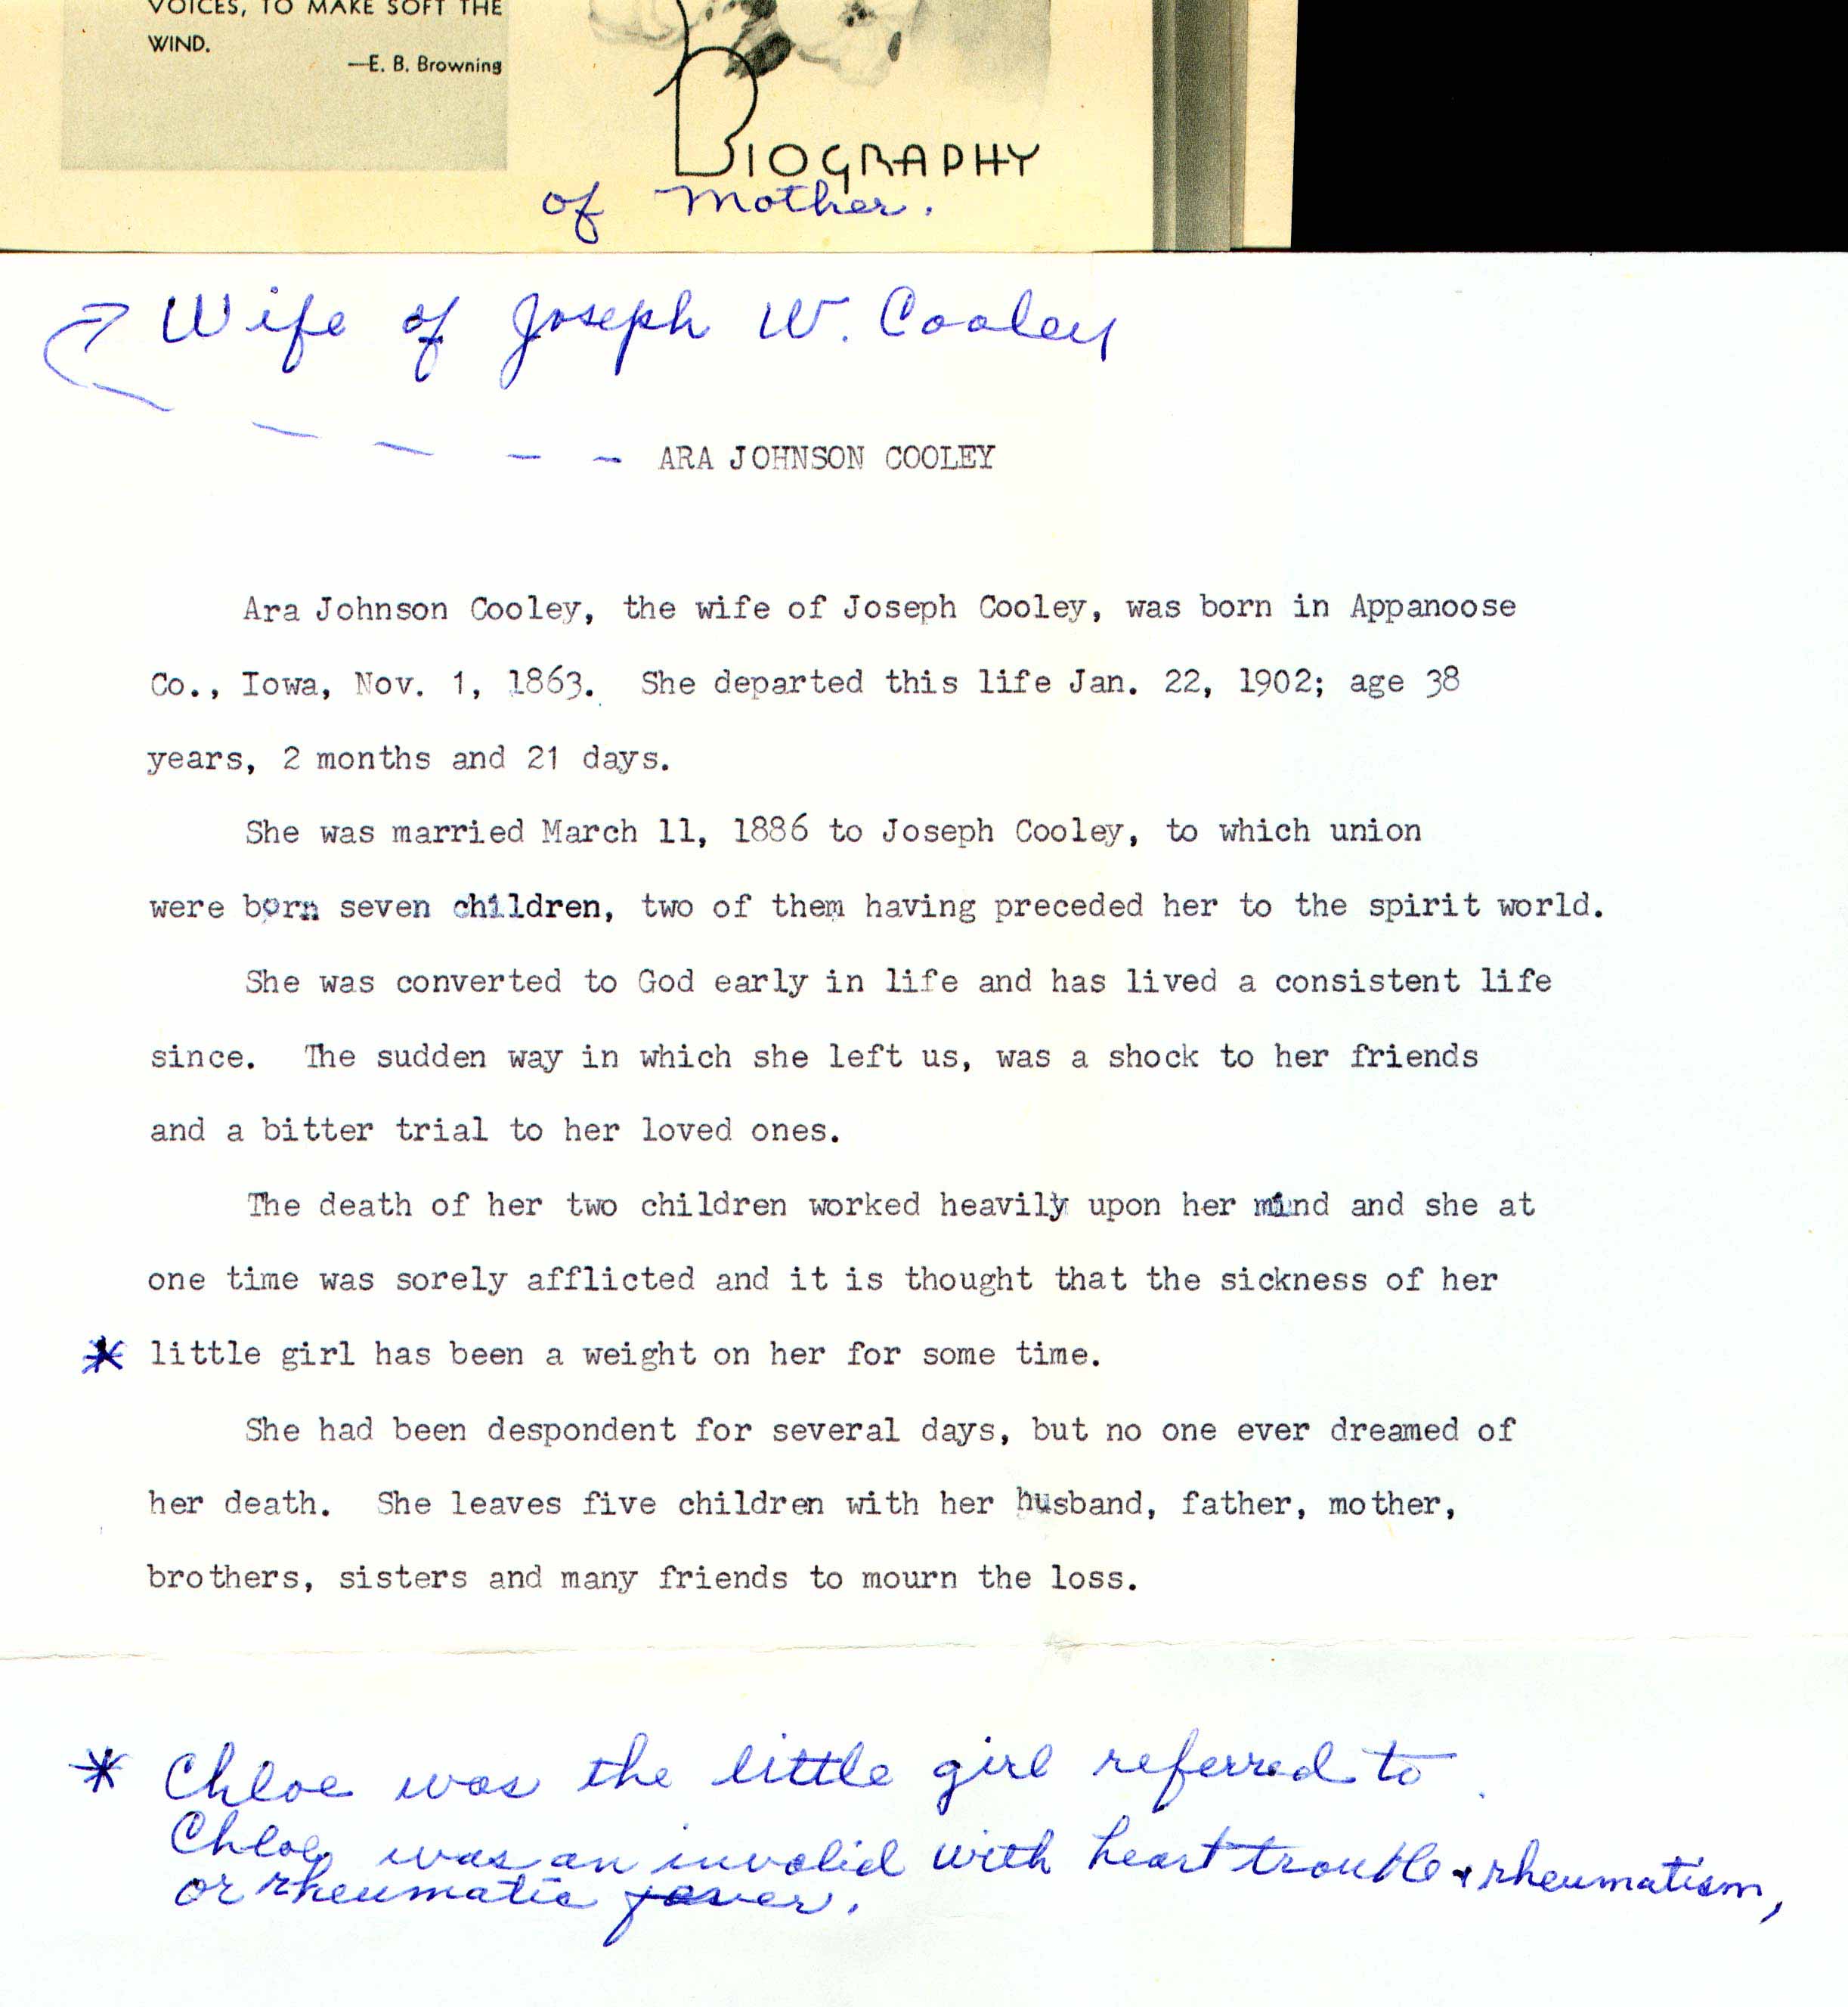 VOICES, TO MAKE SOFT THE
WIND.
—E. B. Browning
BIOGRAPHY
of Mother.
Wife of Joseph W. Cooley
ARA JOHNSON COOLEY
Ara Johnson Cooley, the wife of Joseph Cooley, was born in Appanoose
Co., Iowa, Nov. 1, 1863. She departed this life Jan. 22, 1902; age 38
years, 2 months and 21 days.
She was married March 11, 1886 to Joseph Cooley, to which union
were born seven children, two of them having preceded her to the spirit world.
She was converted to God early in life and has lived a consistent life
since. The sudden way in which she left us, was a shock to her friends
and a bitter trial to her loved ones.
The death of her two children worked heavily upon her mind and she at
one time was sorely afflicted and it is thought that the sickness of her
* little girl has been a weight on her for some time.
She had been despondent for several days, but no one ever dreamed of
her death. She leaves five children with her husband, father, mother,
brothers, sisters and many friends to mourn the loss.
* Chloe was the little girl referred to.
Chloe was an invalid with heart trouble & rheumatism,
or rheumatic fever.